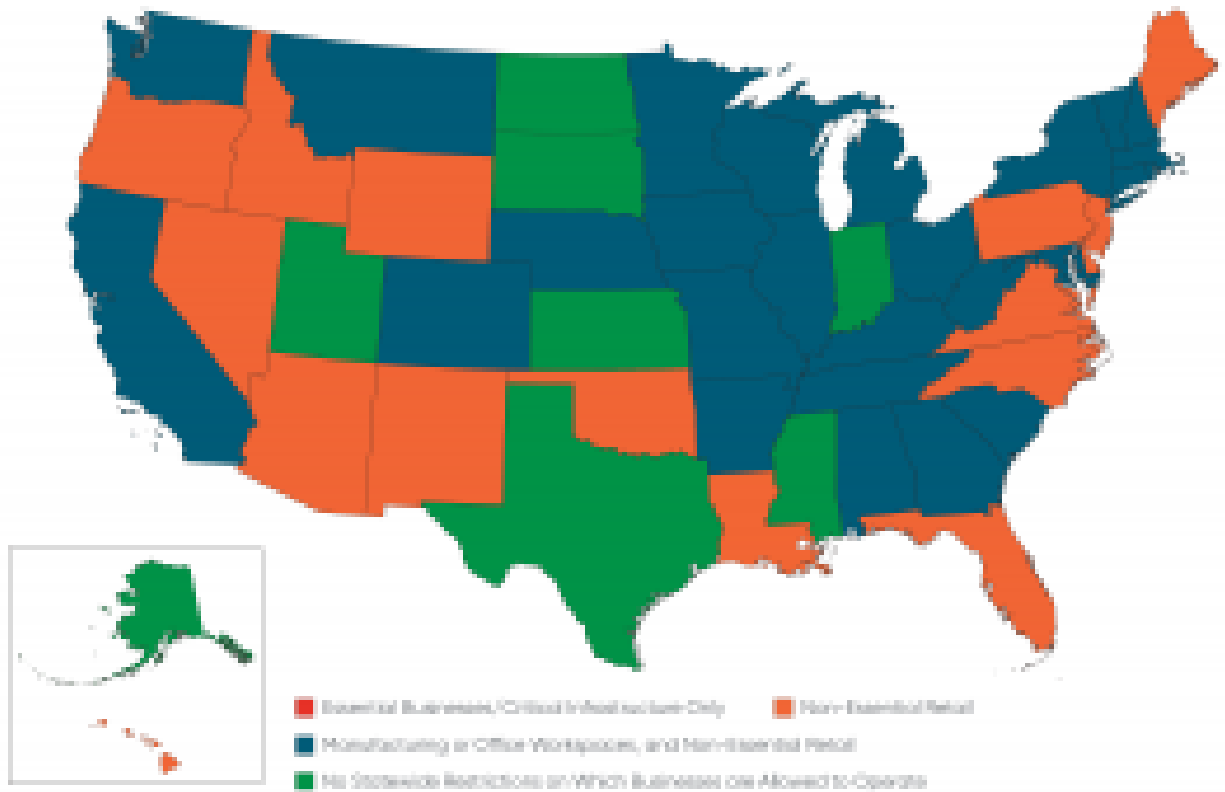 Essential Businesses/Critical Infrastructure Only
Non-Essential Retail
Manufacturing or Office Workspaces, and Non-Essential Retail
No Statewide Restrictions on Which Businesses are Allowed to Operate